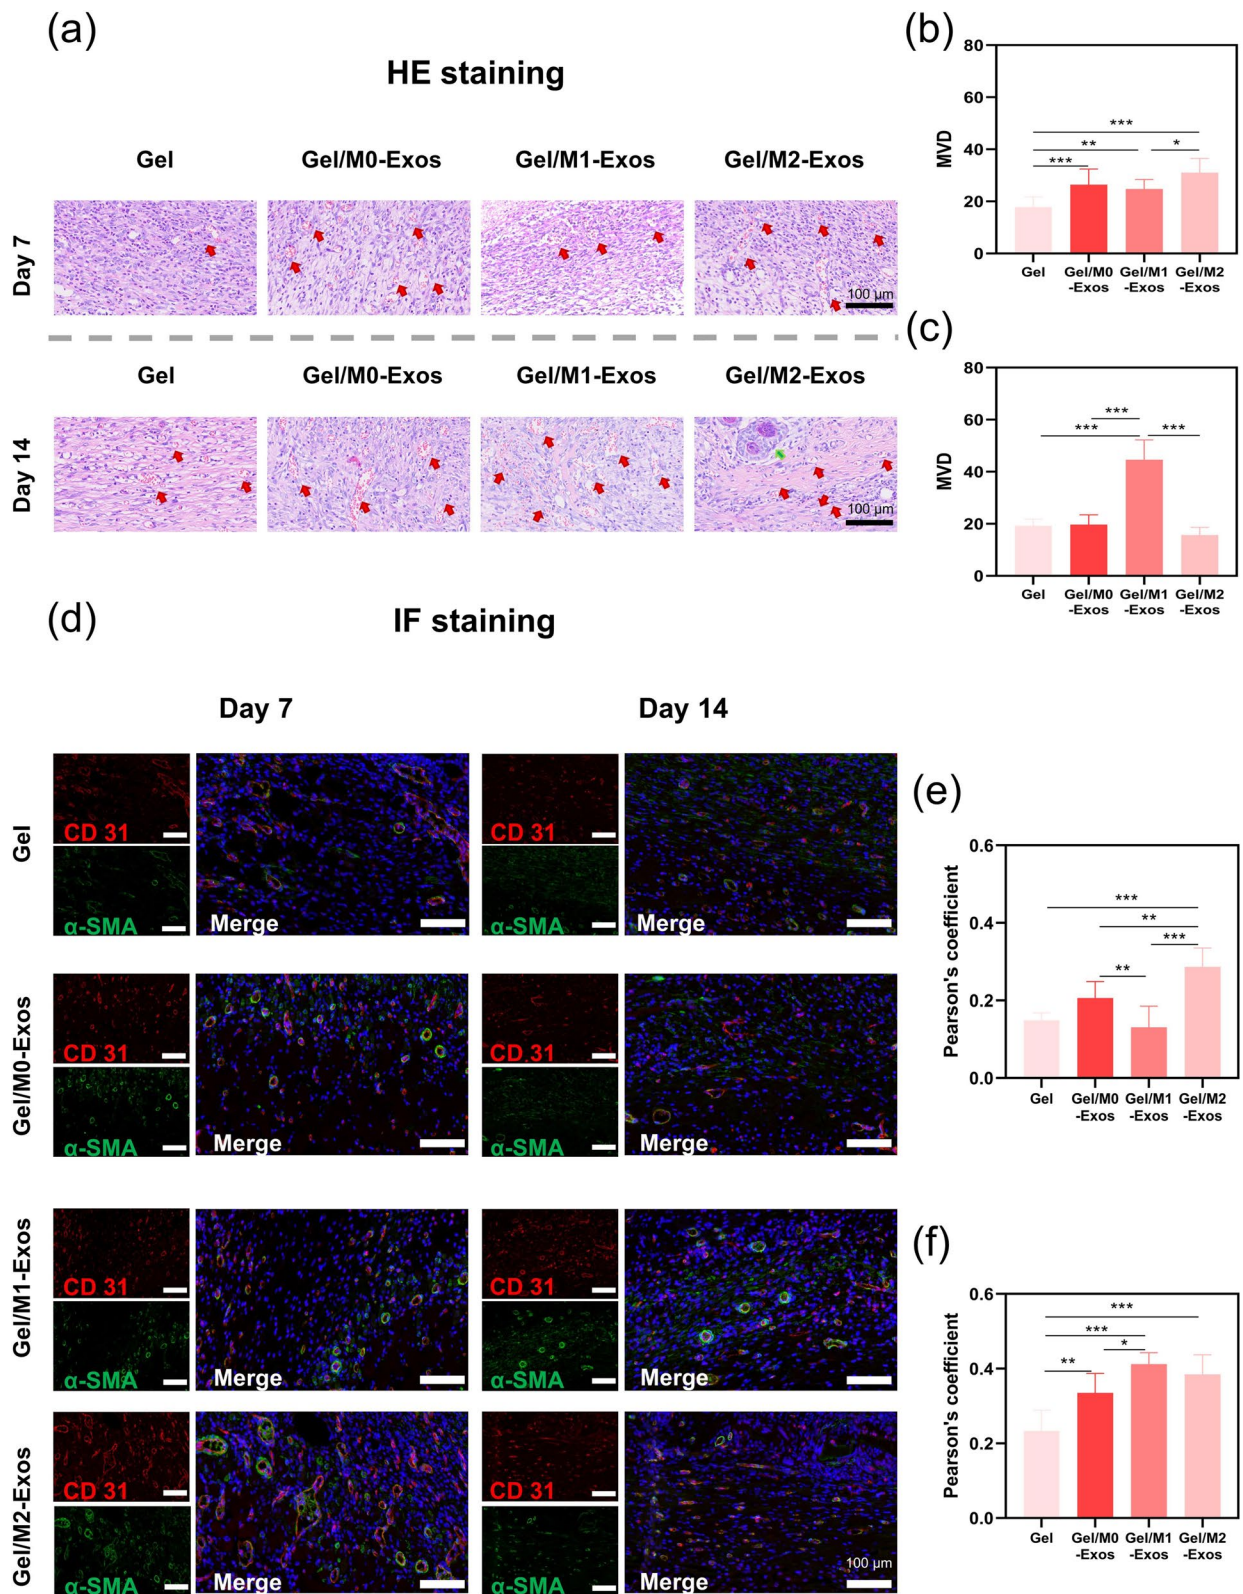 (a)
HE staining
Gel
Gel/M0-Exos
Gel/M1-Exos
Gel/M2-Exos
Day 7
100 µm
Gel
Gel/M0-Exos
Gel/M1-Exos
Gel/M2-Exos
Day 14
100 µm
(b)
80
60
40
20
0
MVD
***
**
*
***
Gel
Gel/M0
-Exos
Gel/M1
-Exos
Gel/M2
-Exos
(c)
80
60
40
20
0
MVD
***
***
***
Gel
Gel/M0
-Exos
Gel/M1
-Exos
Gel/M2
-Exos
(d)
IF staining
Day 7
Day 14
Gel
CD 31
α-SMA
Merge
CD 31
α-SMA
Merge
Gel/M0-Exos
CD 31
α-SMA
Merge
CD 31
α-SMA
Merge
Gel/M1-Exos
CD 31
α-SMA
Merge
CD 31
α-SMA
Merge
Gel/M2-Exos
CD 31
α-SMA
Merge
CD 31
α-SMA
Merge
100 µm
(e)
0.6
0.4
0.2
0.0
Pearson's coefficient
***
**
***
**
Gel
Gel/M0
-Exos
Gel/M1
-Exos
Gel/M2
-Exos
(f)
0.6
0.4
0.2
0.0
Pearson's coefficient
***
***
*
**
Gel
Gel/M0
-Exos
Gel/M1
-Exos
Gel/M2
-Exos